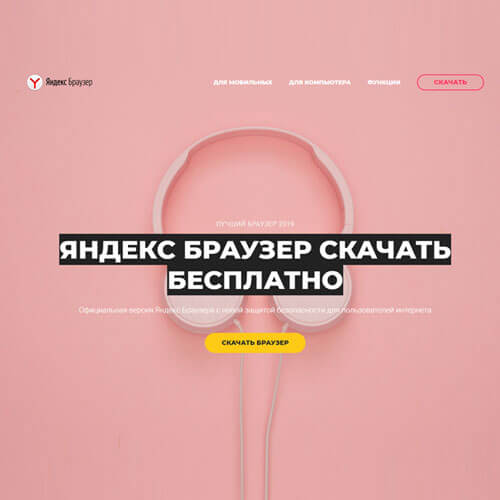 Яндекс Браузер
ДЛЯ МОБИЛЬНЫХ ДЛЯ КОМПЬЮТЕРА ФУНКЦИИ СКАЧАТЬ
ЛУЧШИЙ БРАУЗЕР 2019
ЯНДЕКС БРАУЗЕР СКАЧАТЬ
БЕСПЛАТНО
Официальная версия Яндекс.Браузера с новой защитой безопасности для пользователей интернета
СКАЧАТЬ БРАУЗЕР